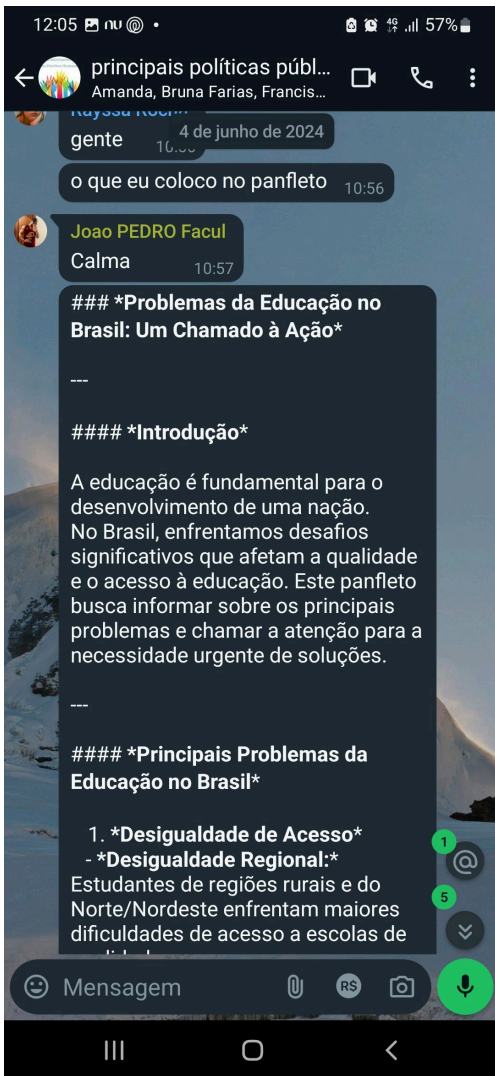 12:05
57%
4G
principais políticas públ...
Amanda, Bruna Farias, Francis...
4 de junho de 2024
gente
o que eu coloco no panfleto 10:56
Joao PEDRO Facul
Calma 10:57
### *Problemas da Educação no
Brasil: Um Chamado à Ação*
---
#### *Introdução*
A educação é fundamental para o
desenvolvimento de uma nação.
No Brasil, enfrentamos desafios
significativos que afetam a qualidade
e o acesso à educação. Este panfleto
busca informar sobre os principais
problemas e chamar a atenção para a
necessidade urgente de soluções.
---
#### *Principais Problemas da
Educação no Brasil*
1. *Desigualdade de Acesso*
- *Desigualdade Regional:*
Estudantes de regiões rurais e do
Norte/Nordeste enfrentam maiores
dificuldades de acesso a escolas de
1
@
5
Mensagem
R$